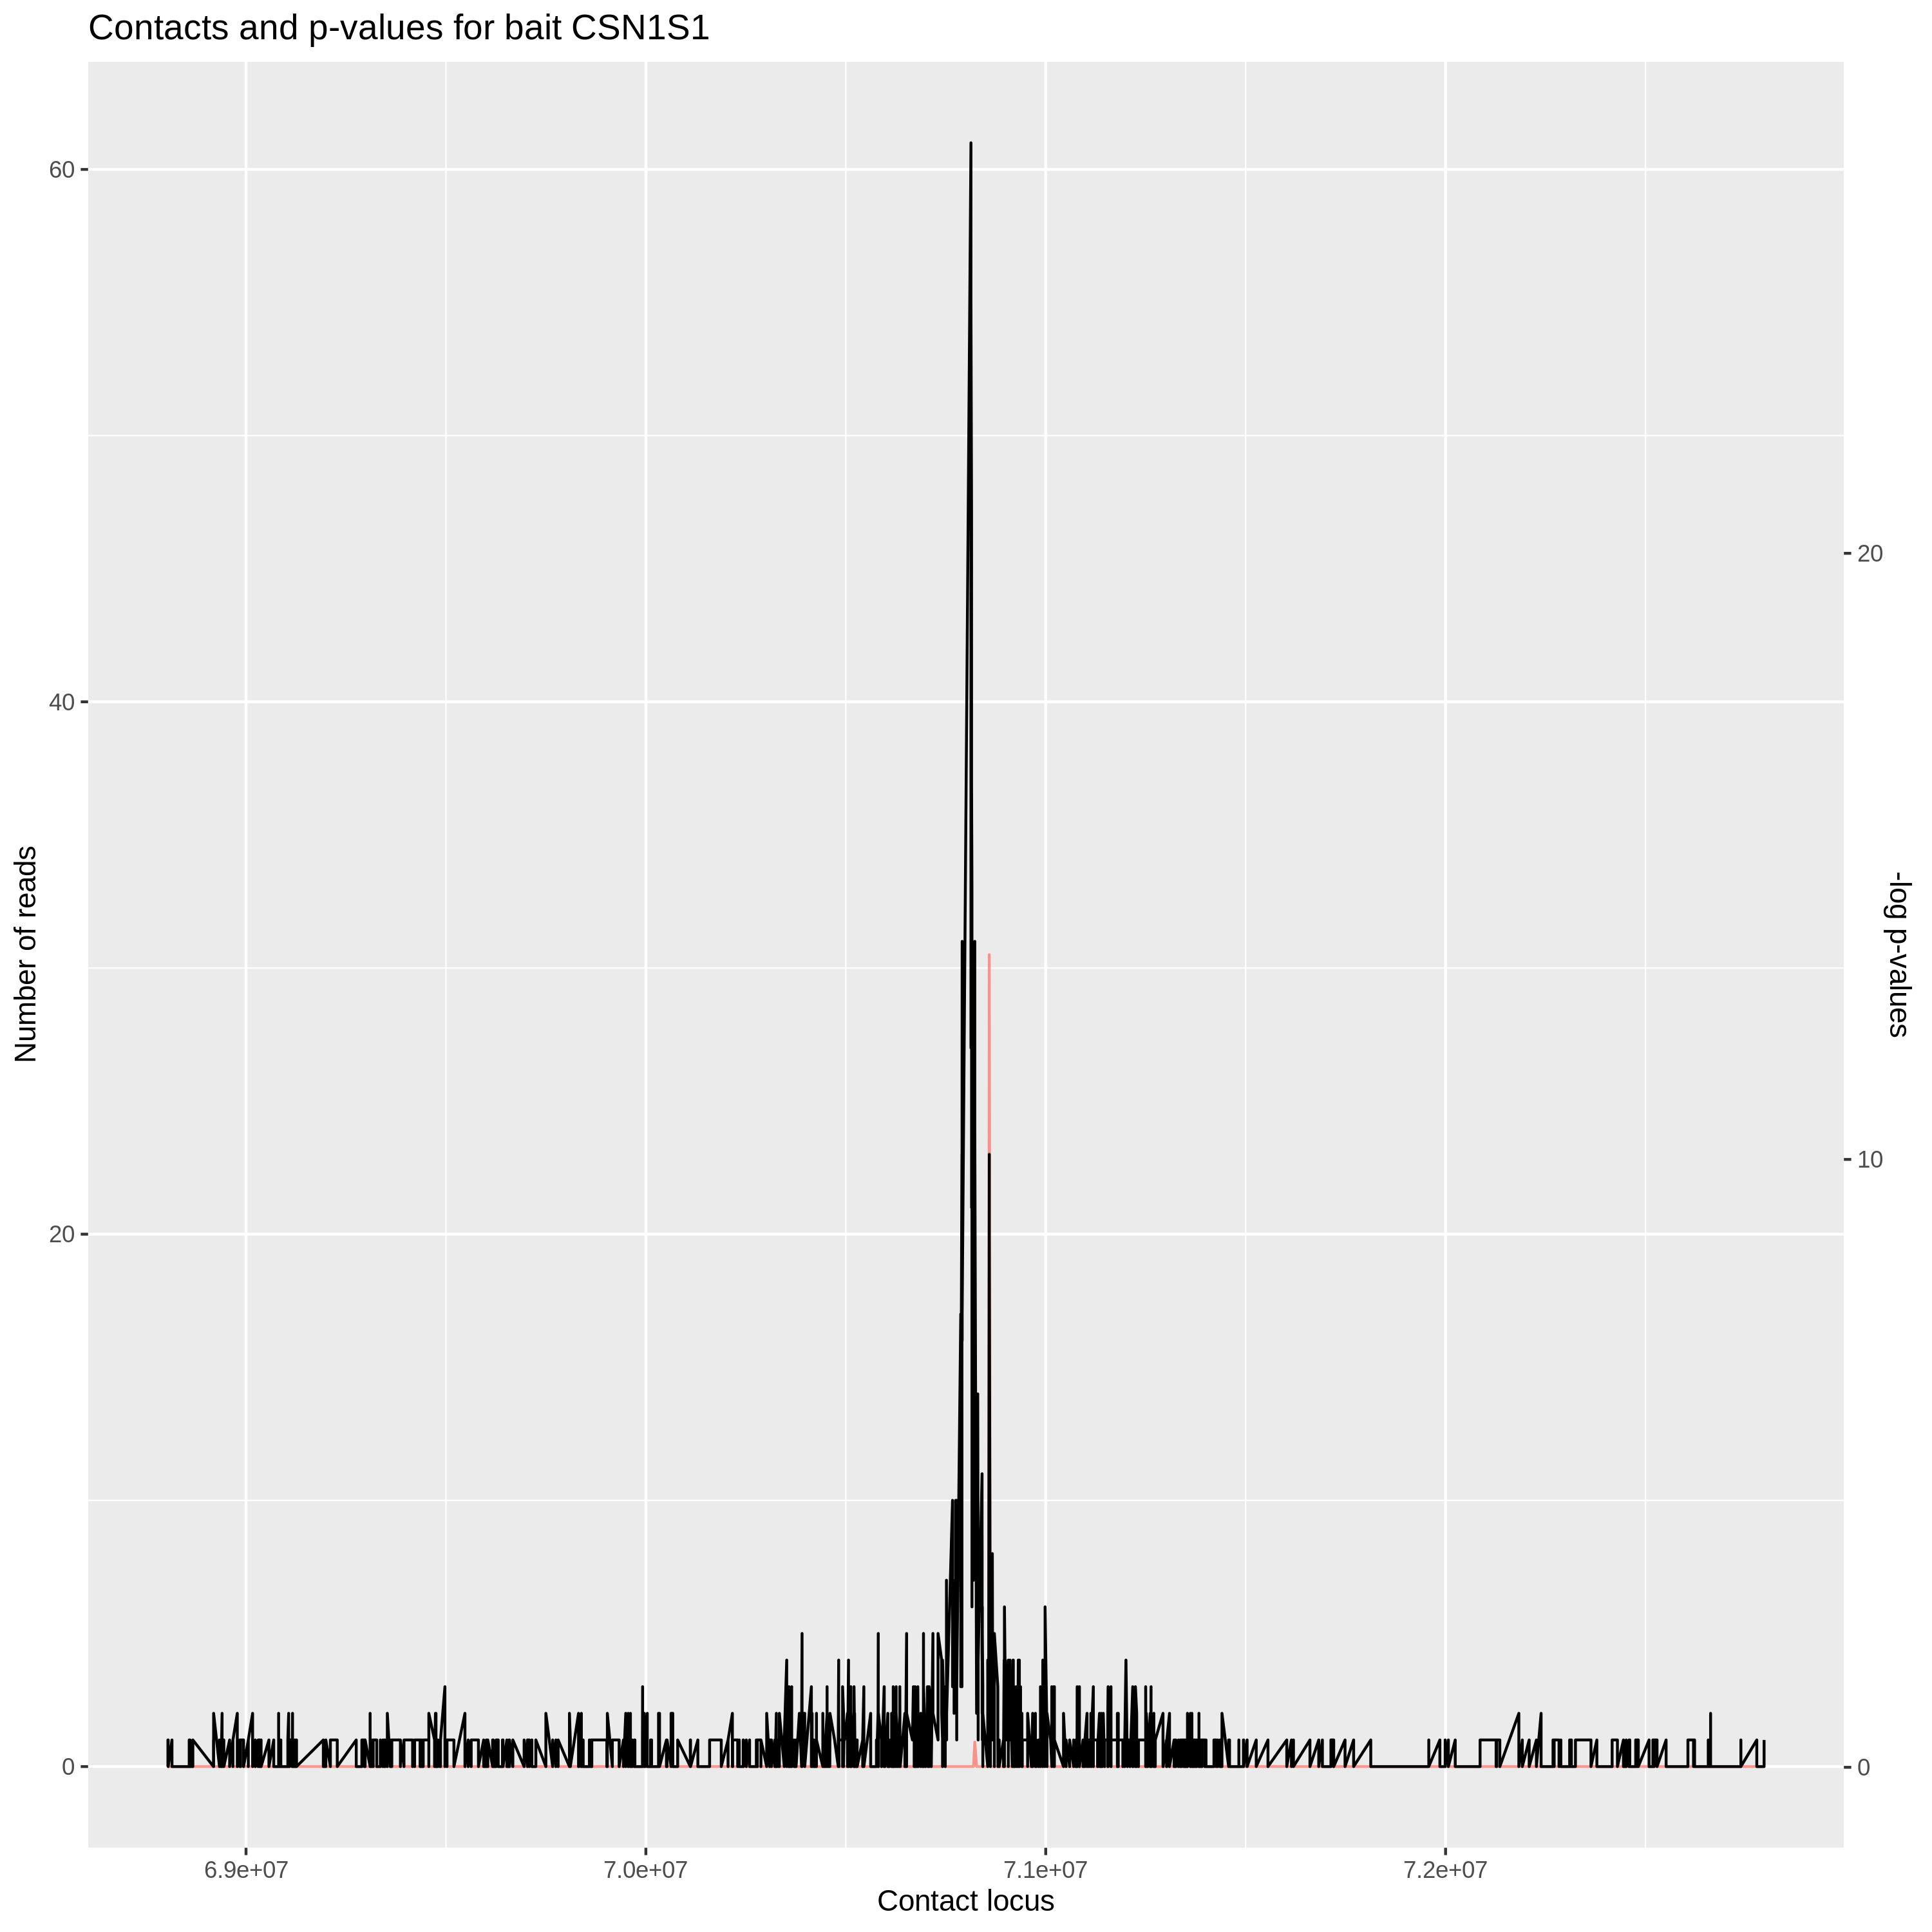 Contacts and p-values for bait CSN1S1
60
40
20
0
Number of reads
20
10
0
-log p-values
6.9e+07
7.0e+07
7.1e+07
7.2e+07
Contact locus